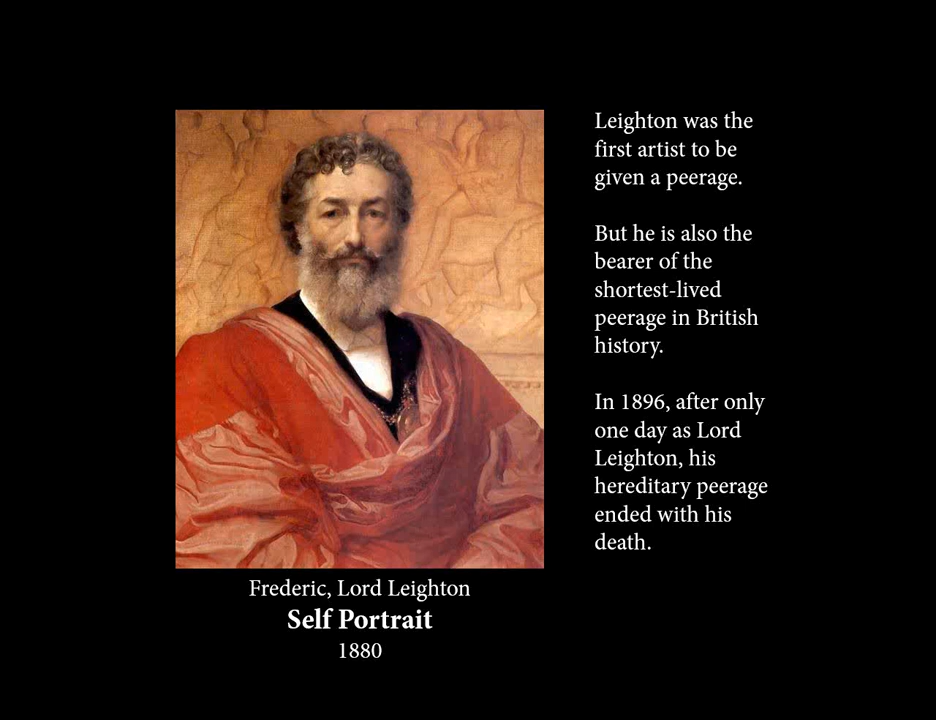 Leighton was the
first artist to be
given a peerage.
But he is also the
bearer of the
shortest-lived
peerage in British
history.
In 1896, after only
one day as Lord
Leighton, his
hereditary peerage
ended with his
death.
Frederic, Lord Leighton
Self Portrait
1880